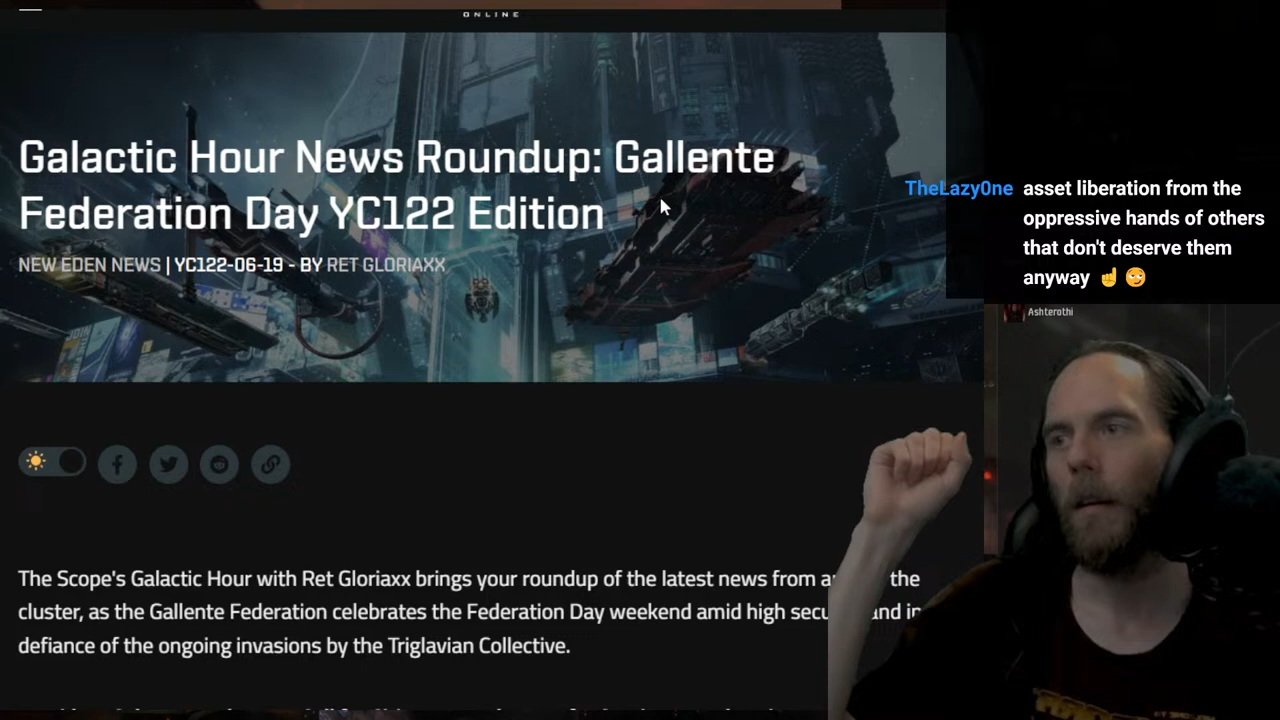 ONLINE
Galactic Hour News Roundup: Gallente
Federation Day YC122 Edition
NEW EDEN NEWS | YC122-06-19 - BY RET GLORIAXX
TheLazy0ne asset liberation from the
oppressive hands of others
that don't deserve them
anyway ☝️🙄
Ashterothi
The Scope's Galactic Hour with Ret Gloriaxx brings your roundup of the latest news from the
cluster, as the Gallente Federation celebrates the Federation Day weekend amid high and in
defiance of the ongoing invasions by the Triglavian Collective.